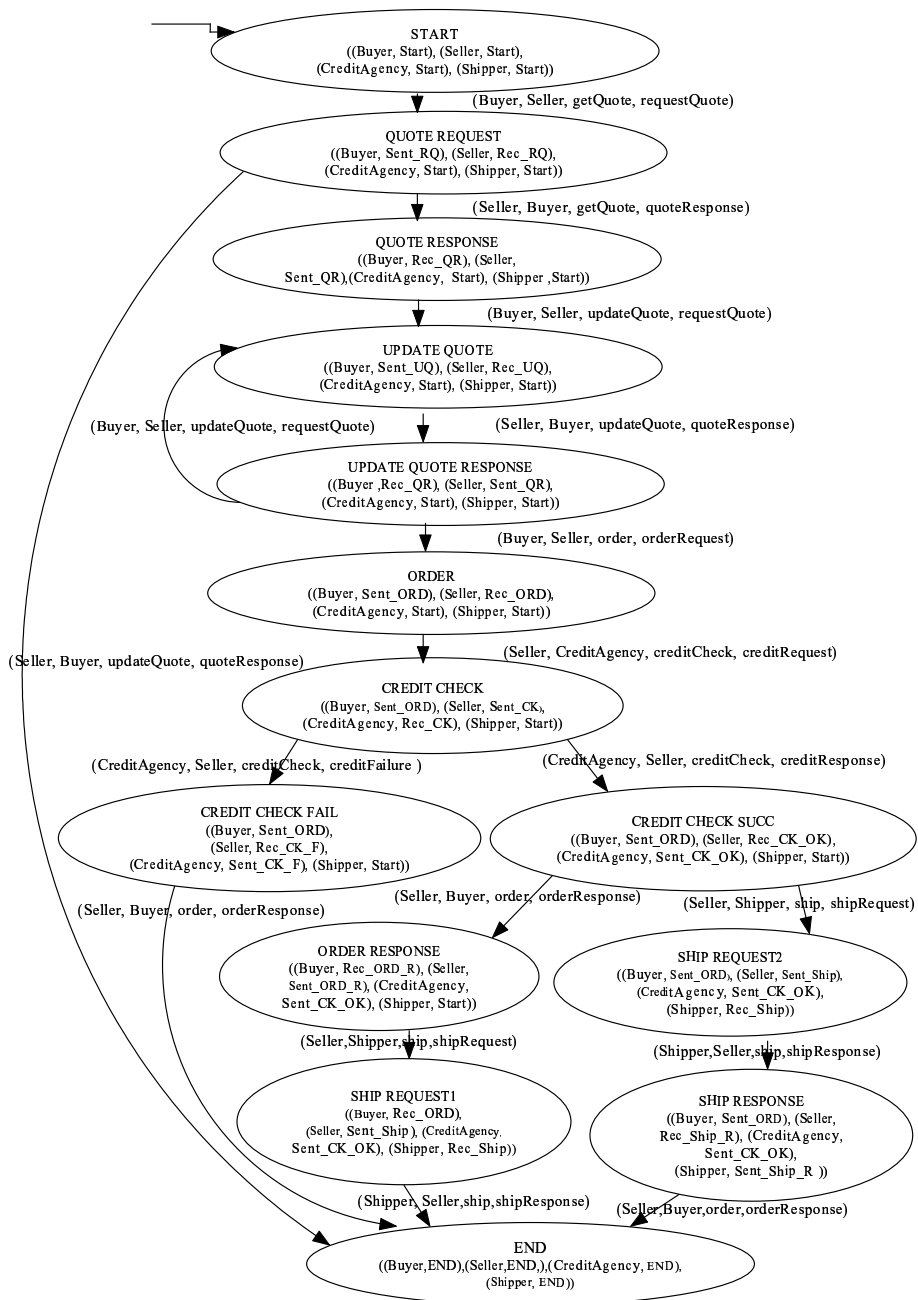 START
((Buyer, Start), (Seller, Start),
(CreditAgency, Start), (Shipper, Start))
(Buyer, Seller, getQuote, requestQuote)
QUOTE REQUEST
((Buyer, Sent_RQ), (Seller, Rec_RQ),
(CreditAgency, Start), (Shipper, Start))
(Seller, Buyer, getQuote, quoteResponse)
QUOTE RESPONSE
((Buyer, Rec_QR), (Seller,
Sent_QR),(CreditAgency, Start), (Shipper ,Start))
(Buyer, Seller, updateQuote, requestQuote)
UPDATE QUOTE
((Buyer, Sent_UQ), (Seller, Rec_UQ),
(CreditAgency, Start), (Shipper, Start))
(Buyer, Seller, updateQuote, requestQuote)
(Seller, Buyer, updateQuote, quoteResponse)
UPDATE QUOTE RESPONSE
((Buyer ,Rec_QR), (Seller, Sent_QR),
(CreditAgency, Start), (Shipper, Start))
(Buyer, Seller, order, orderRequest)
ORDER
((Buyer, Sent_ORD), (Seller, Rec_ORD),
(CreditAgency, Start), (Shipper, Start))
(Seller, Buyer, updateQuote, quoteResponse)
(Seller, CreditAgency, creditCheck, creditRequest)
CREDIT CHECK
((Buyer, Sent_ORD), (Seller, Sent_CK),
(CreditAgency, Rec_CK), (Shipper, Start))
(CreditAgency, Seller, creditCheck, creditFailure )
(CreditAgency, Seller, creditCheck, creditResponse)
CREDIT CHECK FAIL
((Buyer, Sent_ORD),
(Seller, Rec_CK_F),
(CreditAgency, Sent_CK_F), (Shipper, Start))
CREDIT CHECK SUCC
((Buyer, Sent_ORD), (Seller, Rec_CK_OK),
(CreditAgency, Sent_CK_OK), (Shipper, Start))
(Seller, Buyer, order, orderResponse)
(Seller, Buyer, order, orderResponse)
(Seller, Shipper, ship, shipRequest)
ORDER RESPONSE
((Buyer, Rec_ORD_R), (Seller,
Sent_ORD_R), (CreditAgency,
Sent_CK_OK), (Shipper, Start))
SHIP REQUEST2
((Buyer, Sent_ORD), (Seller, Sent_Ship),
(CreditAgency, Sent_CK_OK),
(Shipper, Rec_Ship))
(Seller,Shipper,ship,shipRequest)
(Shipper,Seller,ship,shipResponse)
SHIP REQUEST1
((Buyer, Rec_ORD),
(Seller, Sent_Ship), (CreditAgency,
Sent_CK_OK), (Shipper, Rec_Ship))
SHIP RESPONSE
((Buyer, Sent_ORD), (Seller,
Rec_Ship_R), (CreditAgency,
Sent_CK_OK),
(Shipper, Sent_Ship_R ))
(Shipper, Seller,ship,shipResponse)
(Seller,Buyer,order,orderResponse)
END
((Buyer,END),(Seller,END,),(CreditAgency, END),
(Shipper, END))